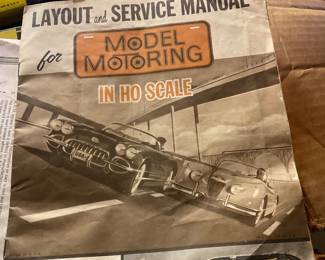 LAYOUT and SERVICE MANUAL
for
MODEL
MOTORING
IN HO SCALE